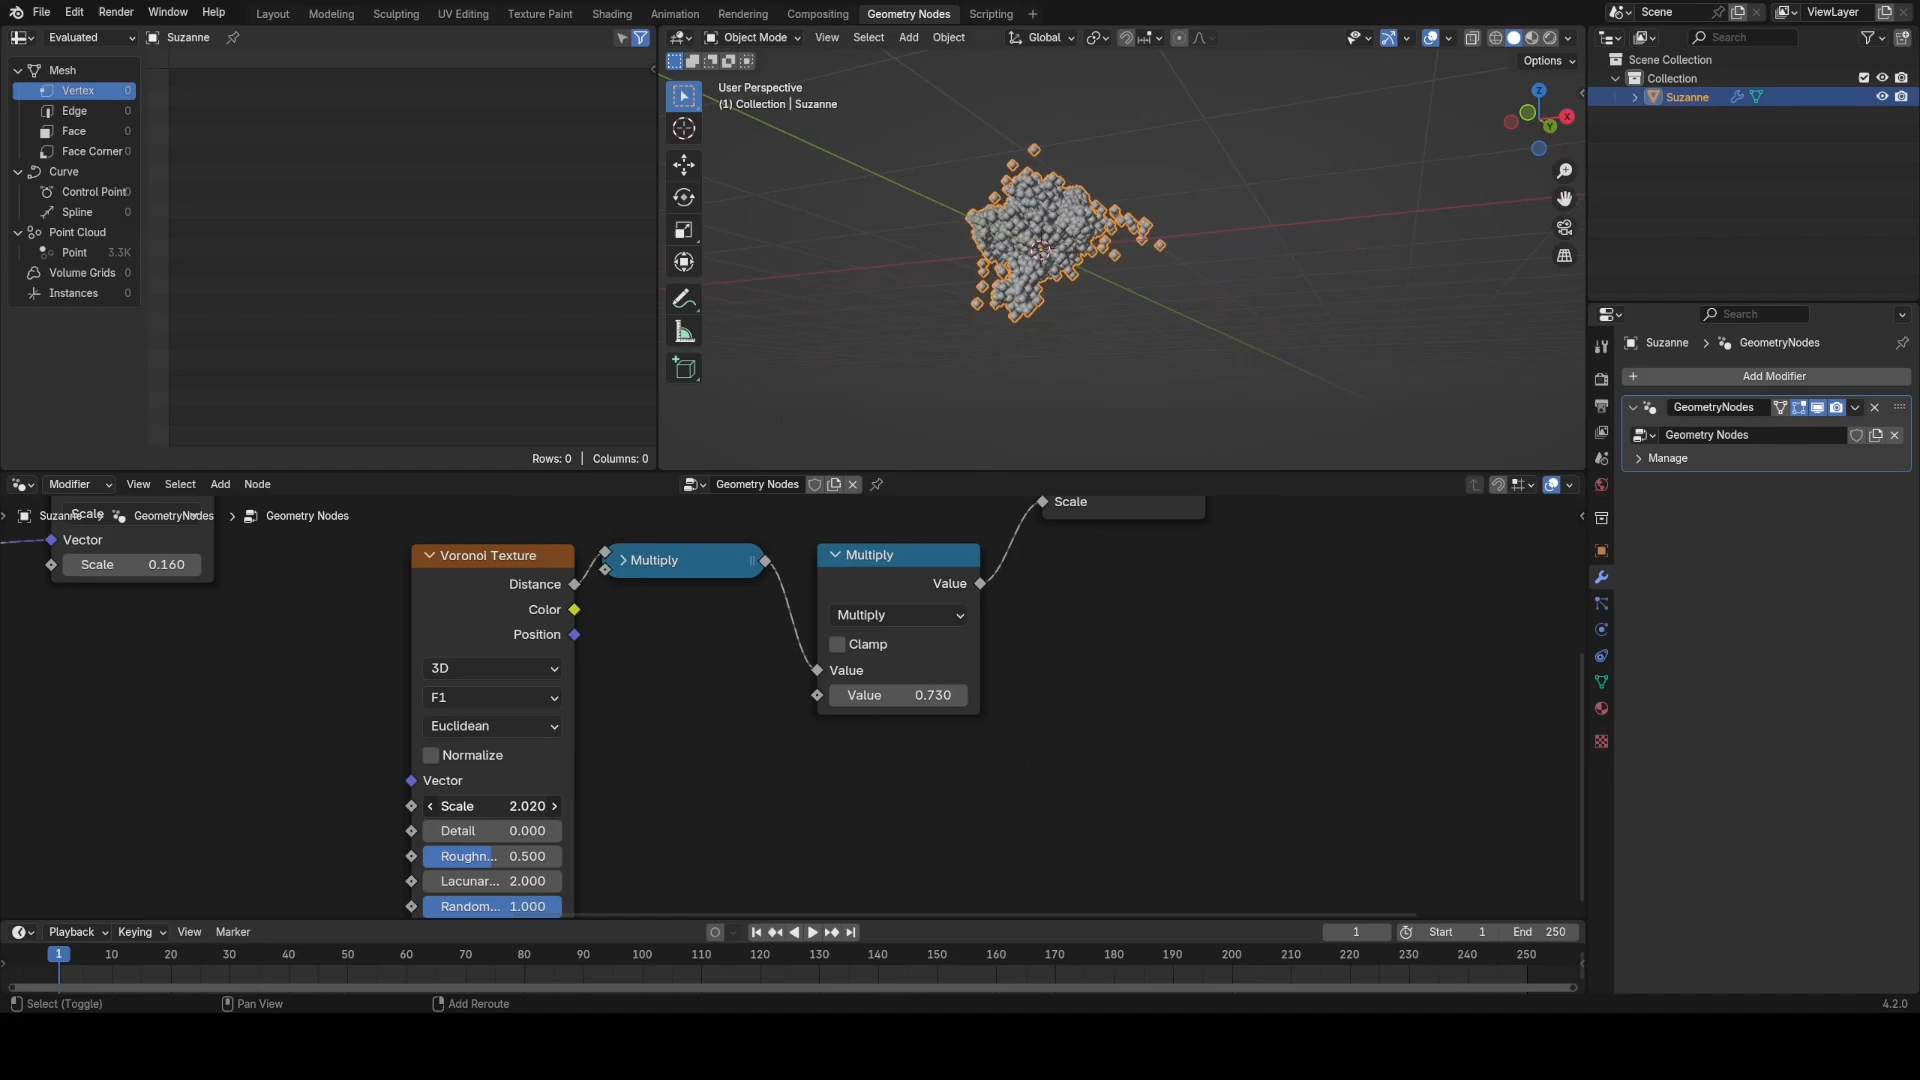 File Edit Render Window Help Layout Modeling Sculpting UV Editing Texture Paint Shading Animation Rendering Compositing Geometry Nodes Scripting + Scene ViewLayer
Evaluated Suzanne
Object Mode View Select Add Object Global
Search
Options
Mesh
Vertex 0
Edge 0
Face 0
Face Corner 0
Curve
Control Point 0
Spline 0
Point Cloud
Point 3.3K
Volume Grids 0
Instances 0
Rows: 0 | Columns: 0
User Perspective
(1) Collection | Suzanne
Z
X
Y
Scene Collection
Collection
Suzanne
Search
Suzanne > GeometryNodes
+ Add Modifier
GeometryNodes
Geometry Nodes
Manage
Modifier View Select Add Node Geometry Nodes
Scale
Suzanne > GeometryNodes > Geometry Nodes
Vector
Scale 0.160
Voronoi Texture
Distance
Color
Position
3D
F1
Euclidean
Normalize
Vector
Scale 2.020
Detail 0.000
Roughn... 0.500
Lacunar... 2.000
Random... 1.000
Multiply
Multiply
Value
Multiply
Clamp
Value
Value 0.730
Scale
Playback Keying View Marker 1 Start 1 End 250
1 10 20 30 40 50 60 70 80 90 100 110 120 130 140 150 160 170 180 190 200 210 220 230 240 250
Select (Toggle) Pan View Add Reroute 4.2.0